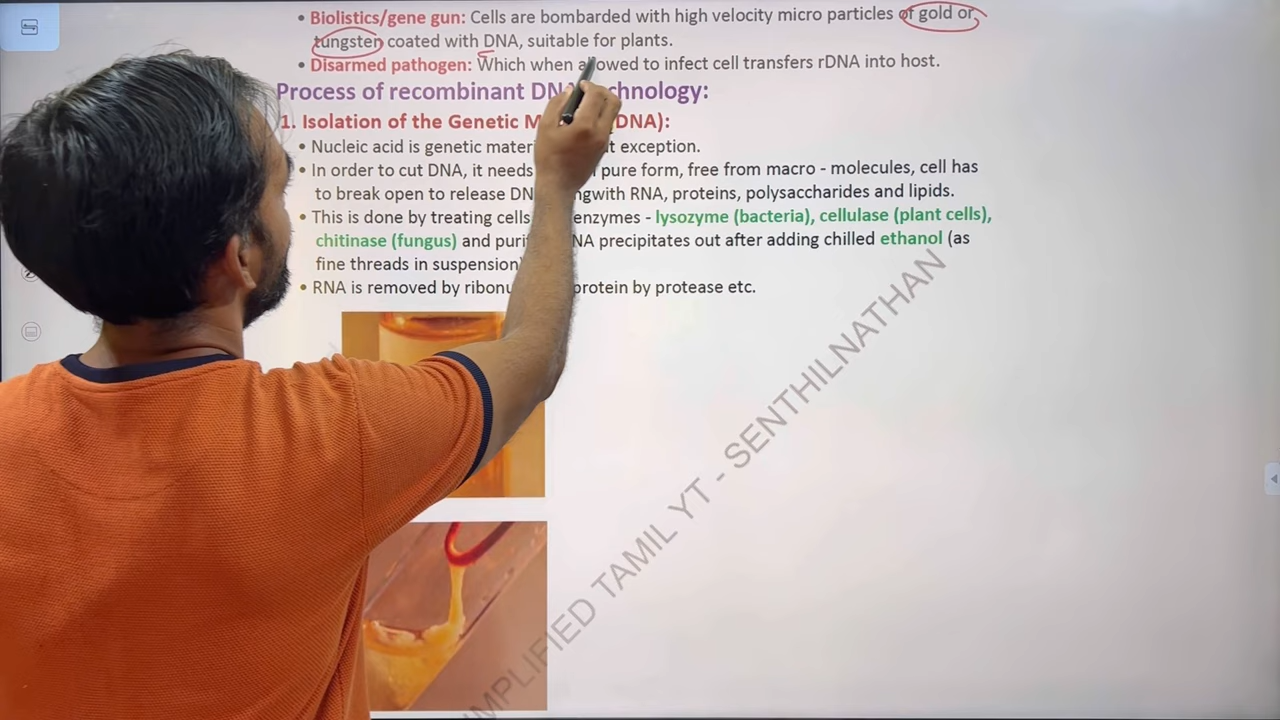 • Biolistics/gene gun: Cells are bombarded with high velocity micro particles of gold or
tungsten coated with DNA, suitable for plants.
• Disarmed pathogen: Which when allowed to infect cell transfers rDNA into host.
Process of recombinant DNA technology:
1. Isolation of the Genetic M (DNA):
• Nucleic acid is genetic materi exception.
• In order to cut DNA, it needs pure form, free from macro - molecules, cell has
to break open to release DN ngwith RNA, proteins, polysaccharides and lipids.
• This is done by treating cells enzymes - lysozyme (bacteria), cellulase (plant cells),
chitinase (fungus) and puri NA precipitates out after adding chilled ethanol (as
fine threads in suspension)
• RNA is removed by ribonu protein by protease etc.
MPLIFIED TAMIL YT - SENTHILNATHAN